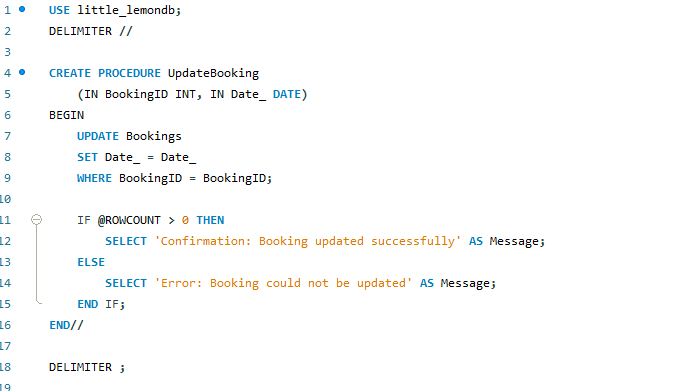 1 USE little_lemondb;
2 DELIMITER //
3
4 CREATE PROCEDURE UpdateBooking
5 (IN BookingID INT, IN Date_ DATE)
6 BEGIN
7 UPDATE Bookings
8 SET Date_ = Date_
9 WHERE BookingID = BookingID;
10
11 IF @ROWCOUNT > 0 THEN
12 SELECT 'Confirmation: Booking updated successfully' AS Message;
13 ELSE
14 SELECT 'Error: Booking could not be updated' AS Message;
15 END IF;
16 END//
17
18 DELIMITER ;
19